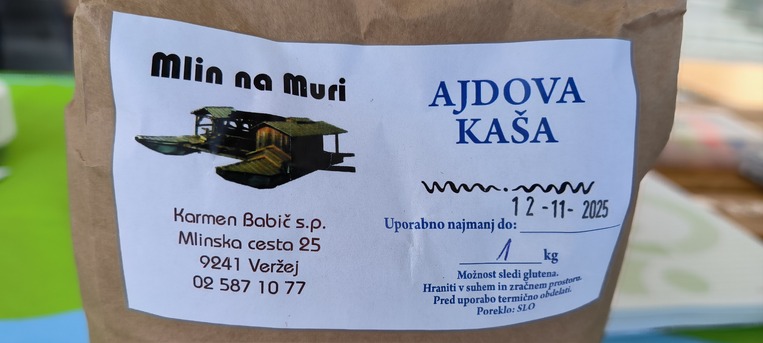 Mlin na Muri
Karmen Babič s.p.
Mlinska cesta 25
9241 Veržej
02 587 10 77
AJDOVA
KAŠA
12-11-2025
Uporabno najmanj do:
1 kg
Možnost sledi glutena.
Hraniti v suhem in zračnem prostoru.
Pred uporabo termično obdelati.
Poreklo: SLO